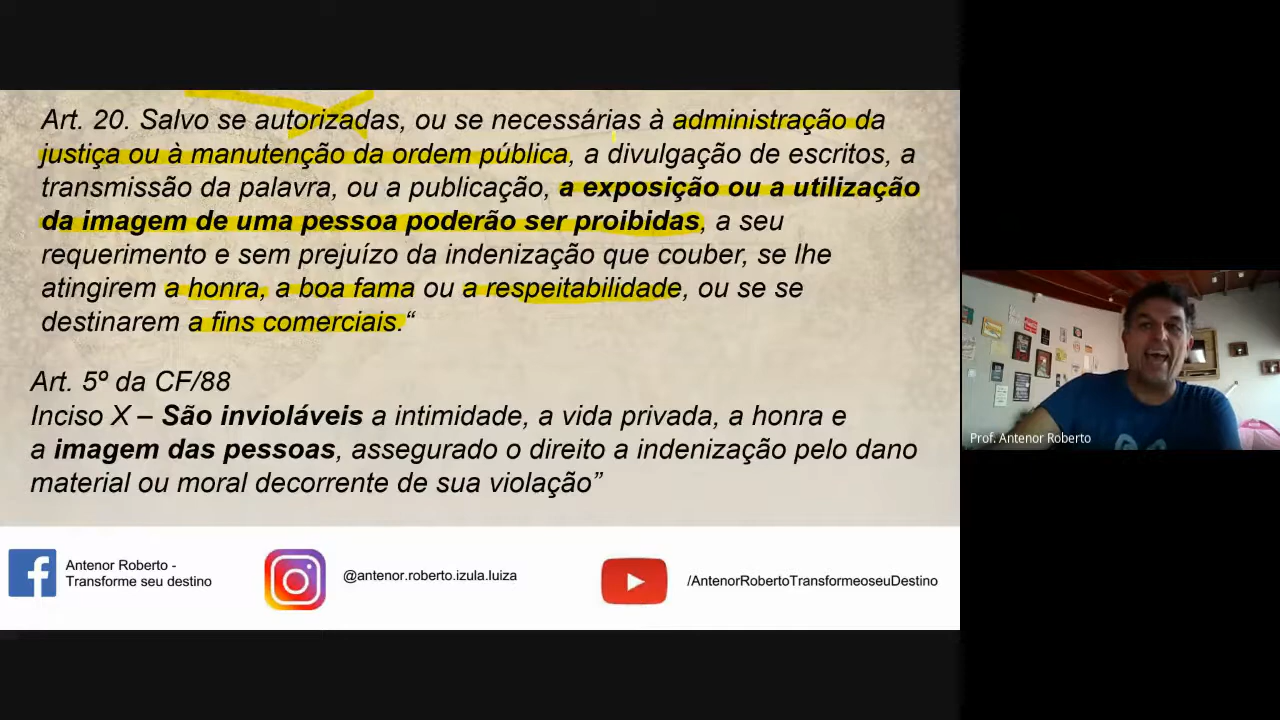 Art. 20. Salvo se autorizadas, ou se necessárias à administração da
justiça ou à manutenção da ordem pública, a divulgação de escritos, a
transmissão da palavra, ou a publicação, a exposição ou a utilização
da imagem de uma pessoa poderão ser proibidas, a seu
requerimento e sem prejuízo da indenização que couber, se lhe
atingirem a honra, a boa fama ou a respeitabilidade, ou se se
destinarem a fins comerciais.“
Art. 5º da CF/88
Inciso X – São invioláveis a intimidade, a vida privada, a honra e
a imagem das pessoas, assegurado o direito a indenização pelo dano
material ou moral decorrente de sua violação”
Antenor Roberto -
Transforme seu destino
@antenor.roberto.izula.luiza
/AntenorRobertoTransformeoseuDestino
Prof. Antenor Roberto